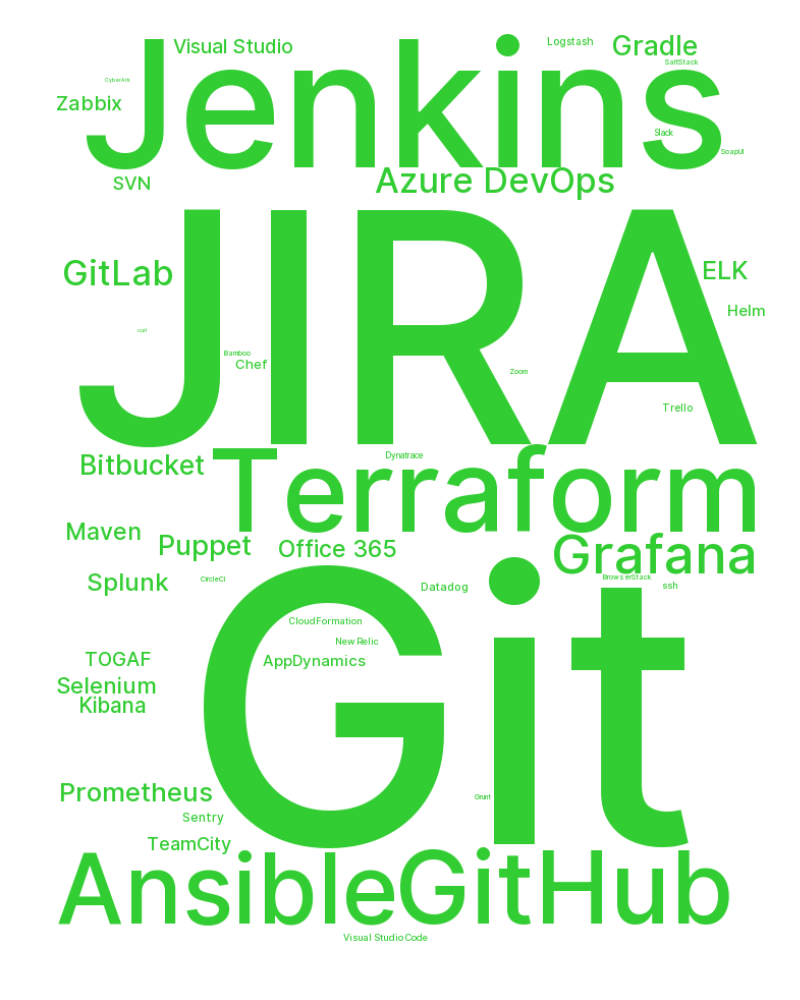 Visual Studio
Logstash
Gradle
SaltStack
Jenkins
CyberArk
Zabbix
Slack
SoapUI
SVN
Azure DevOps
JIRA
GitLab
ELK
Helm
curl
Bamboo
Chef
Zoom
Trello
Bitbucket
Dynatrace
Terraform
Maven
Puppet
Office 365
Grafana
Splunk
CircleCI
Datadog
BrowserStack
ssh
Git
CloudFormation
New Relic
TOGAF
AppDynamics
Selenium
Kibana
Prometheus
Grunt
Sentry
TeamCity
Ansible
GitHub
Visual Studio Code